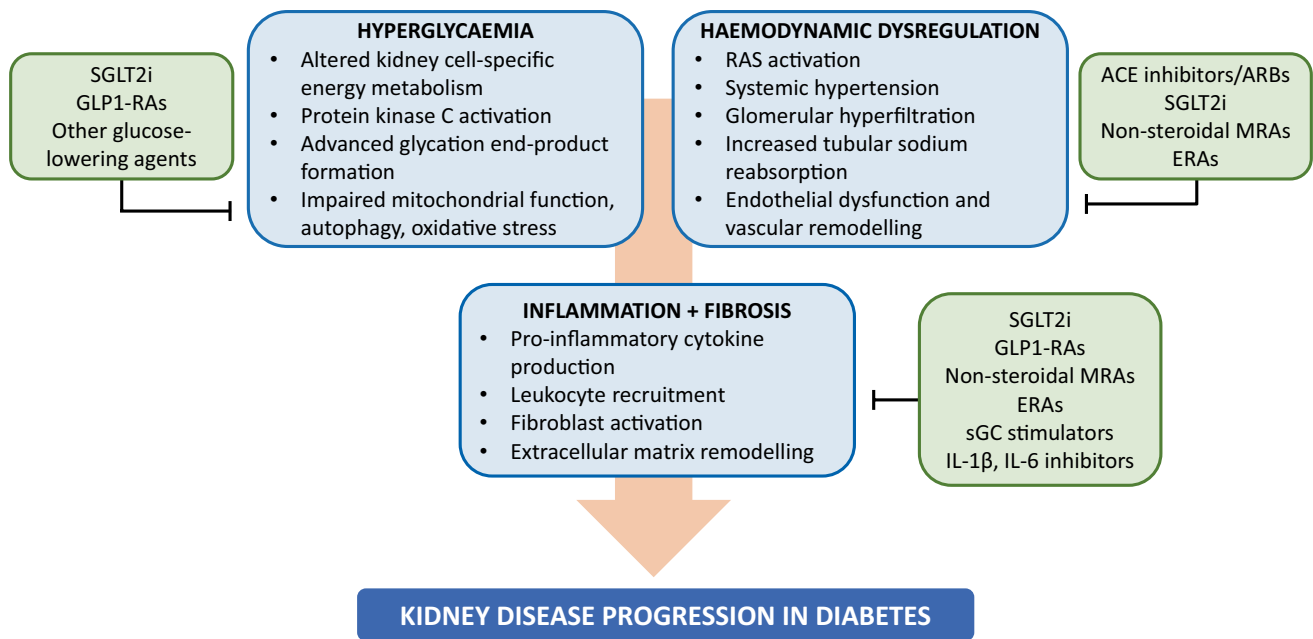 SGLT2i
GLP1-RAs
Other glucose-
lowering agents
HYPERGLYCAEMIA
• Altered kidney cell-specific
energy metabolism
• Protein kinase C activation
• Advanced glycation end-product
formation
• Impaired mitochondrial function,
autophagy, oxidative stress
HAEMODYNAMIC DYSREGULATION
• RAS activation
• Systemic hypertension
• Glomerular hyperfiltration
• Increased tubular sodium
reabsorption
• Endothelial dysfunction and
vascular remodelling
ACE inhibitors/ARBs
SGLT2i
Non-steroidal MRAs
ERAs
INFLAMMATION + FIBROSIS
• Pro-inflammatory cytokine
production
• Leukocyte recruitment
• Fibroblast activation
• Extracellular matrix remodelling
SGLT2i
GLP1-RAs
Non-steroidal MRAs
ERAs
sGC stimulators
IL-1β, IL-6 inhibitors
KIDNEY DISEASE PROGRESSION IN DIABETES